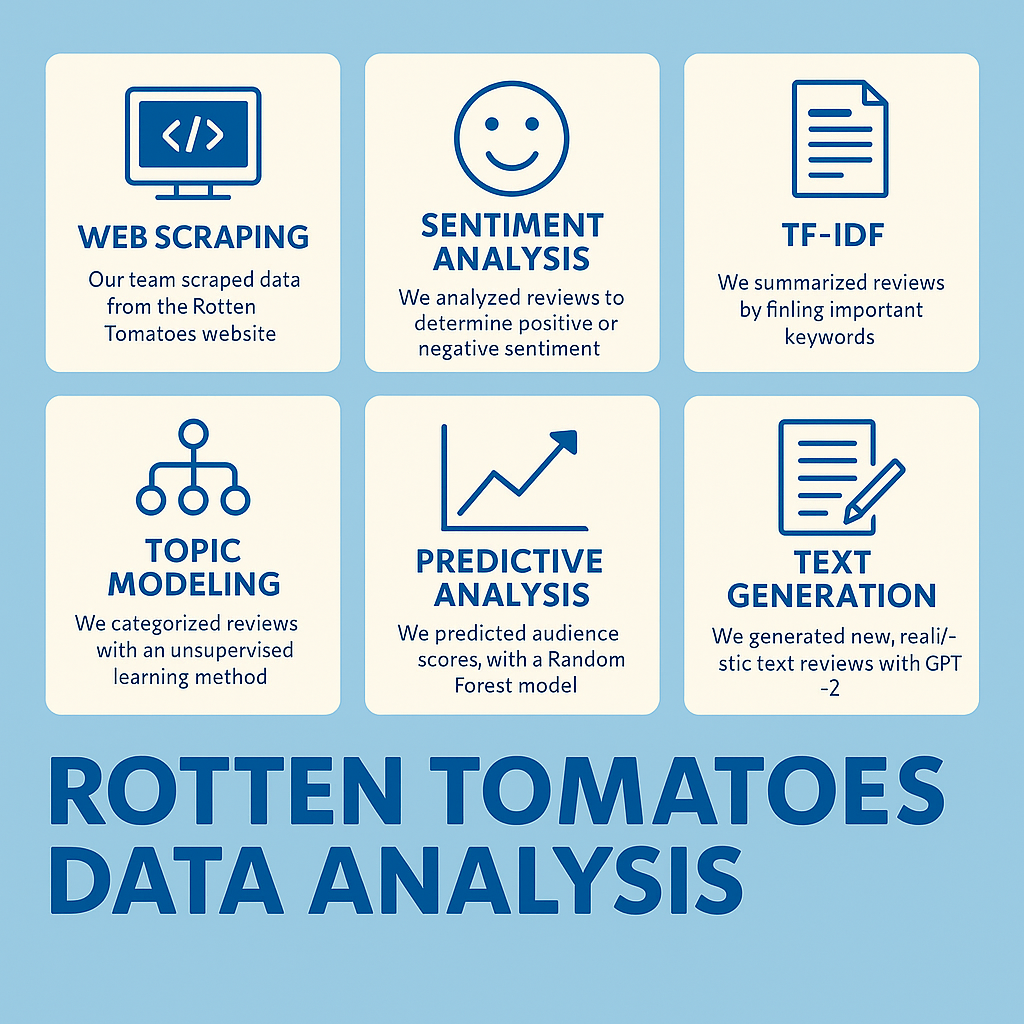 </>
WEB SCRAPING
Our team scraped data
from the Rotten
Tomatoes website
SENTIMENT
ANALYSIS
We analyzed reviews to
determine positive or
negative sentiment
TF-IDF
We summarized reviews
by finling important
keywords
TOPIC
MODELING
We categorized reviews
with an unsupervised
learning method
PREDICTIVE
ANALYSIS
We predicted audience
scores, with a Random
Forest model
TEXT
GENERATION
We generated new, reali/-
stic text reviews with GPT
-2
ROTTEN TOMATOES
DATA ANALYSIS